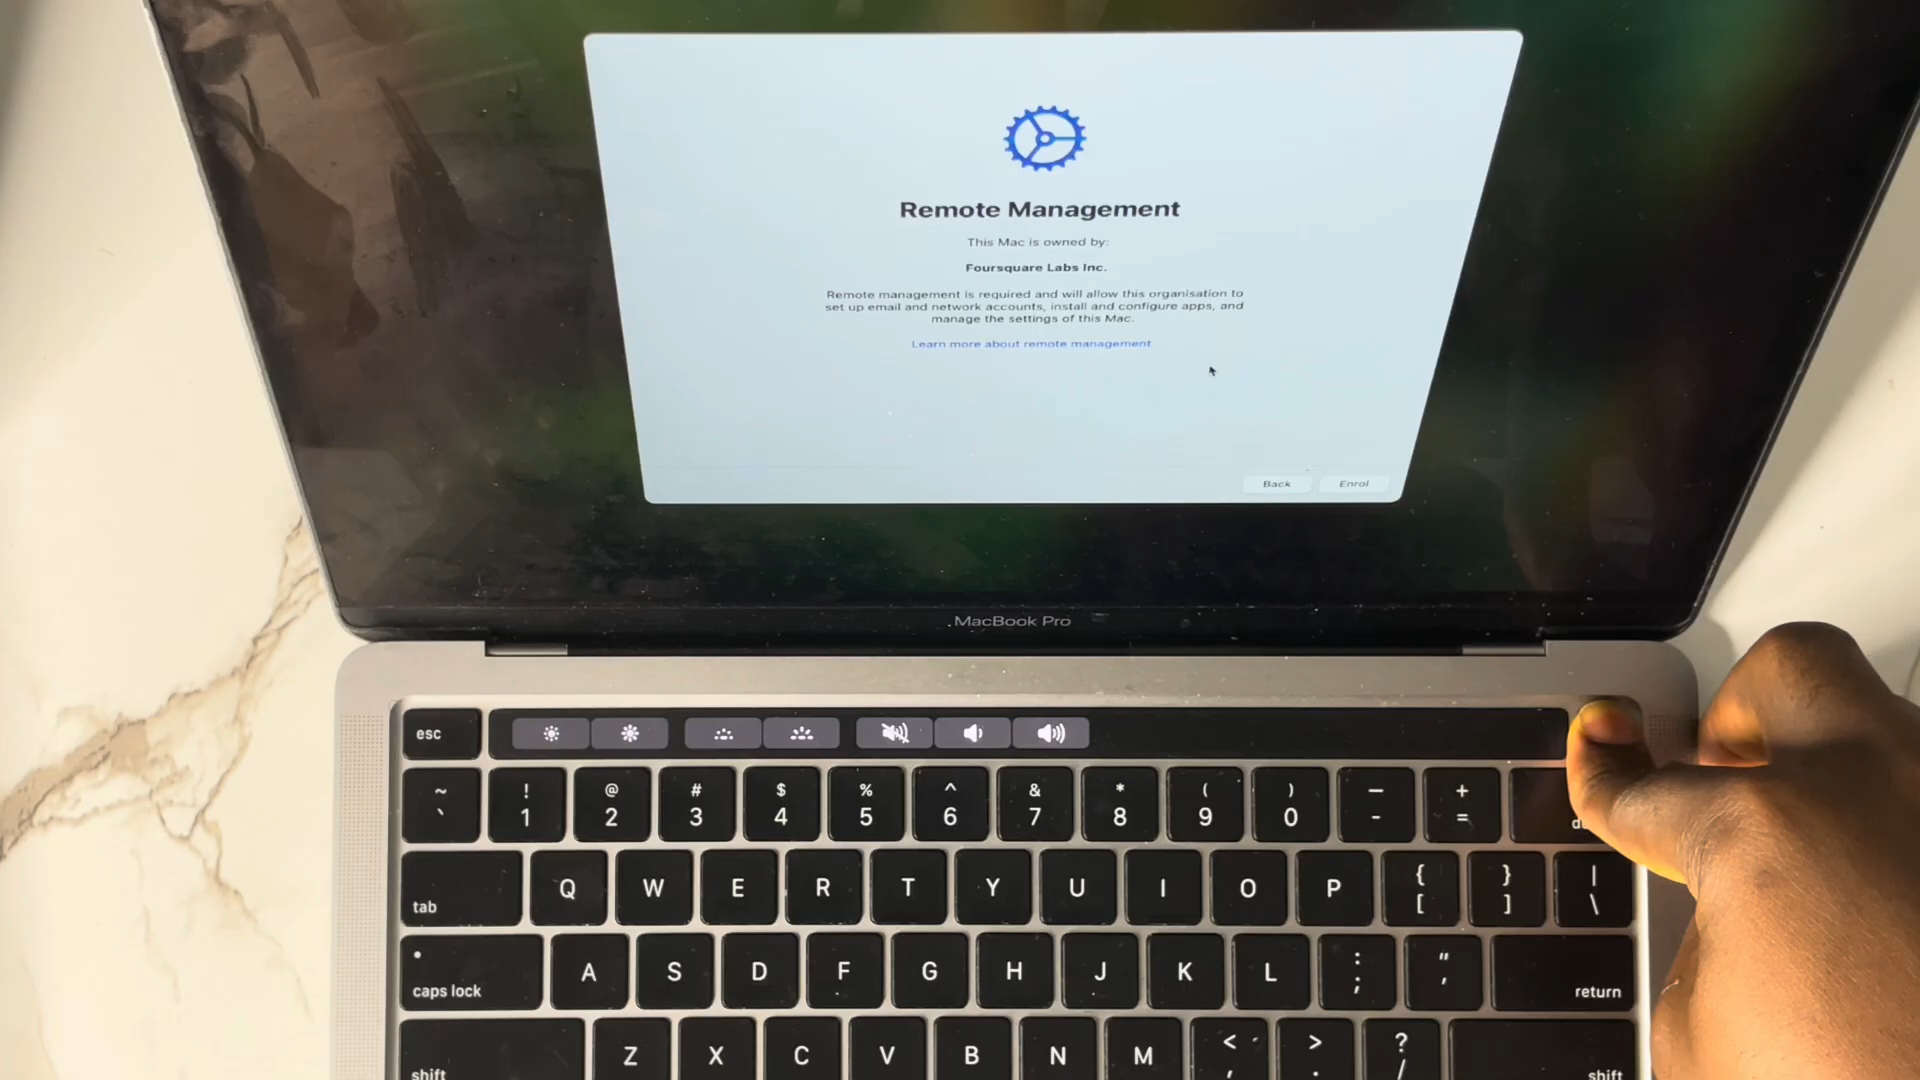 Remote Management
This Mac is owned by:
Foursquare Labs Inc.
Remote management is required and will allow this organisation to
set up email and network accounts, install and configure apps, and
manage the settings of this Mac.
Learn more about remote management
Back Enrol
MacBook Pro
esc
~ ! @ # $ % ^ & * ( ) — +
` 1 2 3 4 5 6 7 8 9 0 - =
{ } |
tab Q W E R T Y U I O P [ ] \
: "
caps lock A S D F G H J K L ; ' return
< > ?
shift Z X C V B N M , . / shift